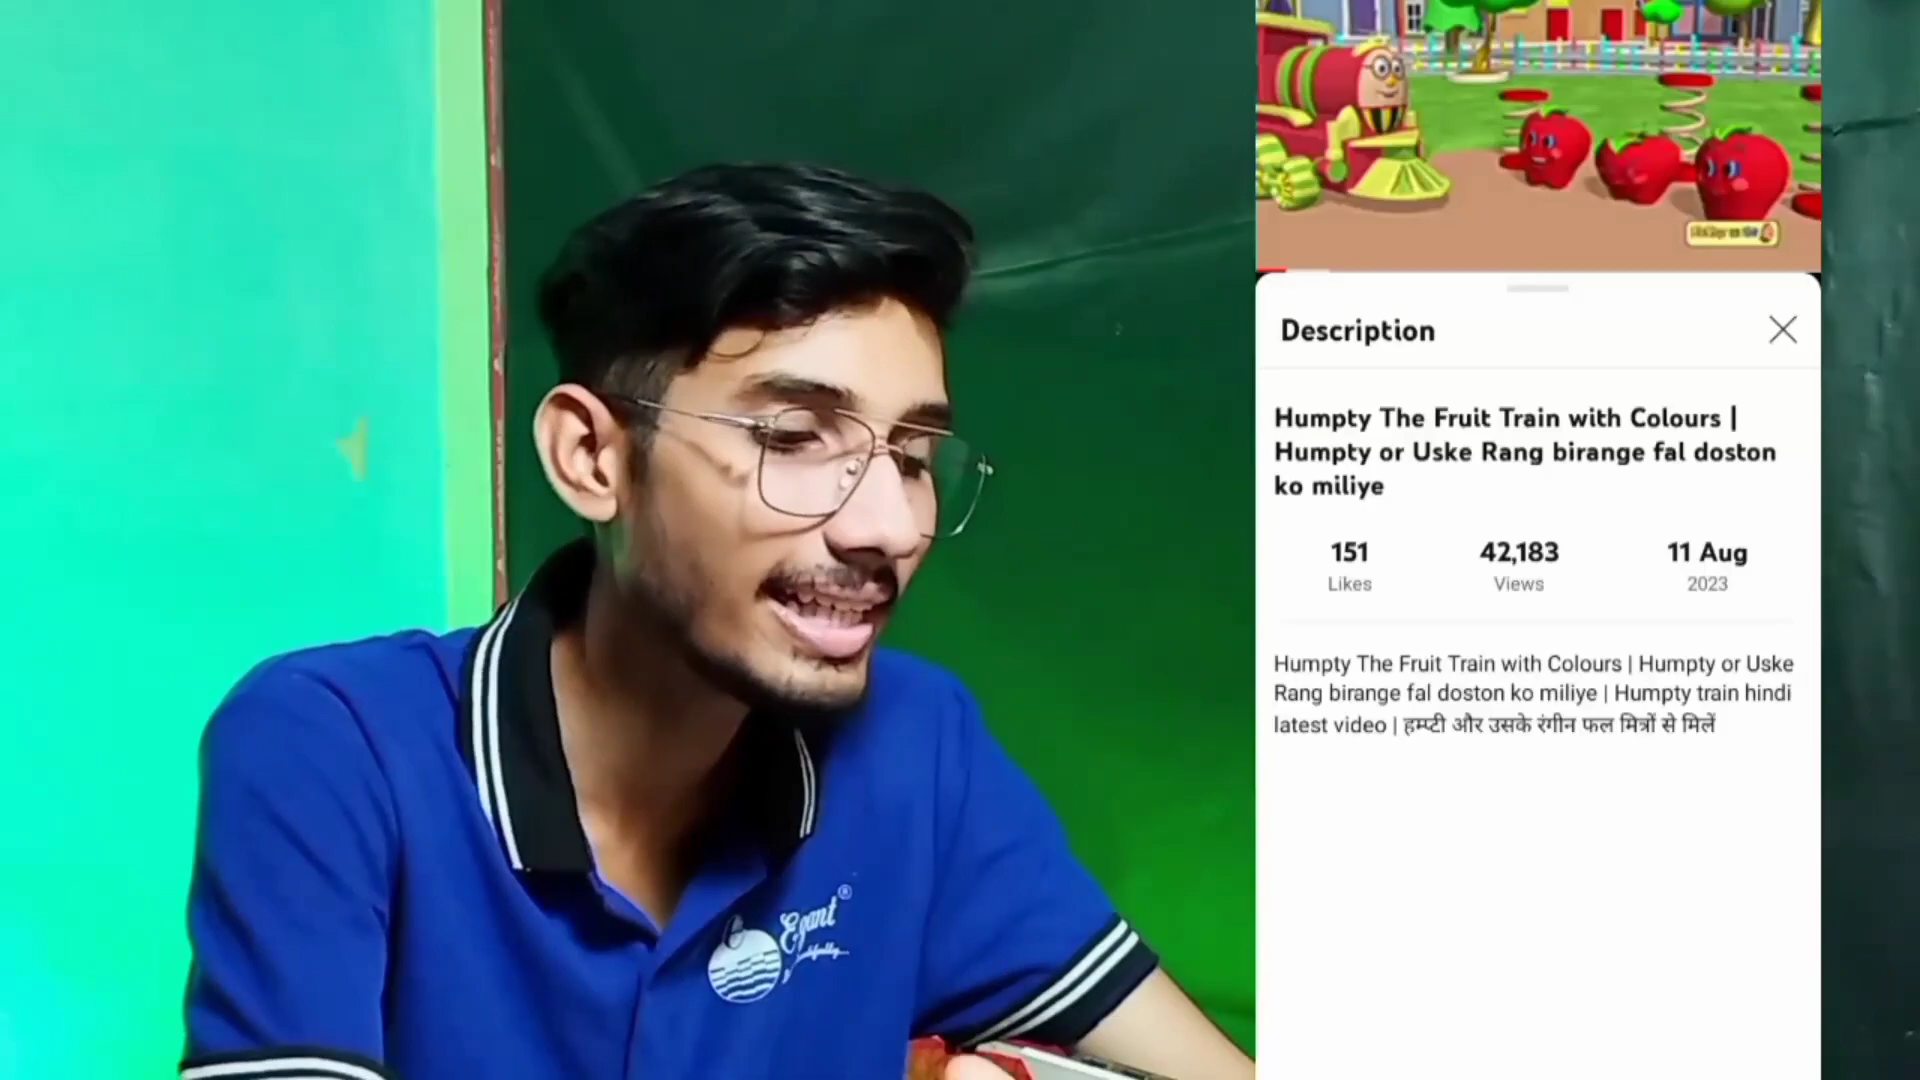 Description
Humpty The Fruit Train with Colours |
Humpty or Uske Rang birange fal doston
ko miliye
151 42,183 11 Aug
Likes Views 2023
Humpty The Fruit Train with Colours | Humpty or Uske
Rang birange fal doston ko miliye | Humpty train hindi
latest video | हम्प्टी और उसके रंगीन फल मित्रों से मिलें
®